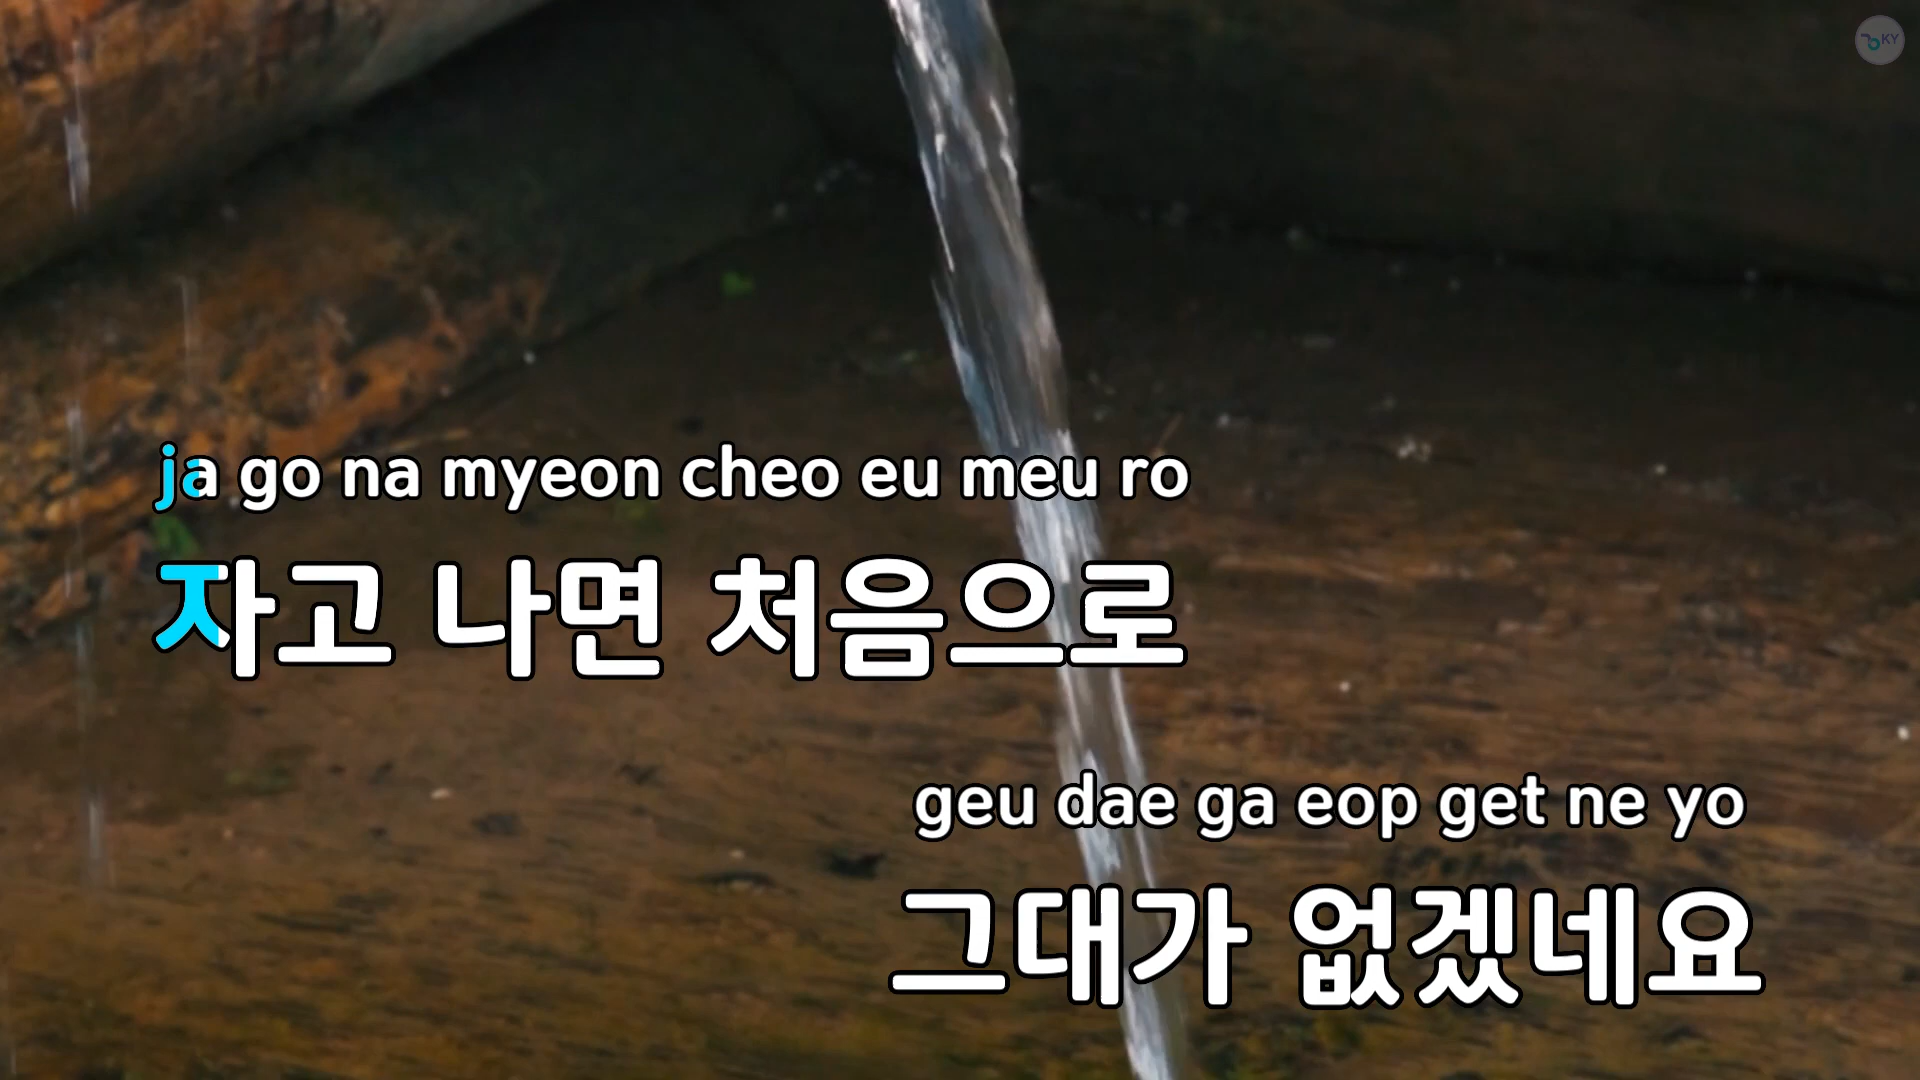 KY
ja go na myeon cheo eu meu ro
자고 나면 처음으로
geu dae ga eop get ne yo
그대가 없겠네요